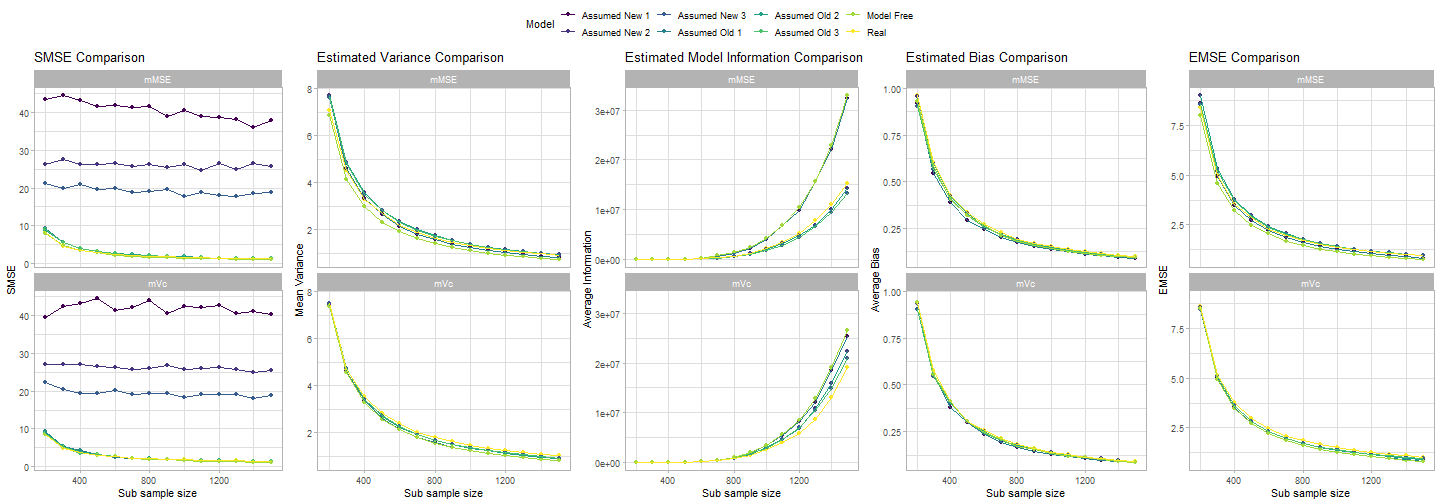 Model
Assumed New 1
Assumed New 3
Assumed Old 2
Model Free
Assumed New 2
Assumed Old 1
Assumed Old 3
Real
SMSE Comparison
Estimated Variance Comparison
Estimated Model Information Comparison
Estimated Bias Comparison
EMSE Comparison
mMSE
mMSE
mMSE
mMSE
mMSE
40
30
20
10
0
8
6
4
2
3e+07
2e+07
1e+07
0e+00
1.00
0.75
0.50
0.25
7.5
5.0
2.5
SMSE
Mean Variance
Average Information
Average Bias
EMSE
mVc
mVc
mVc
mVc
mVc
40
30
20
10
0
8
6
4
2
3e+07
2e+07
1e+07
0e+00
1.00
0.75
0.50
0.25
7.5
5.0
2.5
400
800
1200
400
800
1200
400
800
1200
400
800
1200
400
800
1200
Sub sample size
Sub sample size
Sub sample size
Sub sample size
Sub sample size